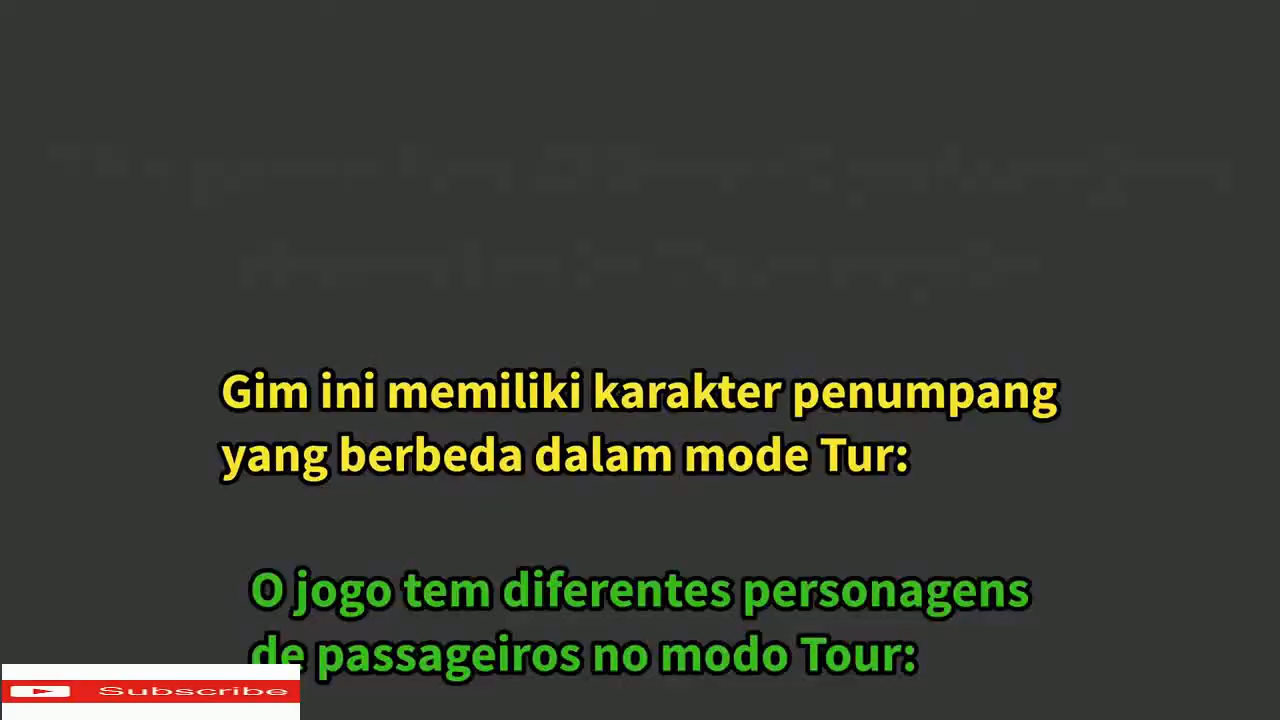 Gim ini memiliki karakter penumpang
yang berbeda dalam mode Tur:
O jogo tem diferentes personagens
de passageiros no modo Tour:
Subscribe